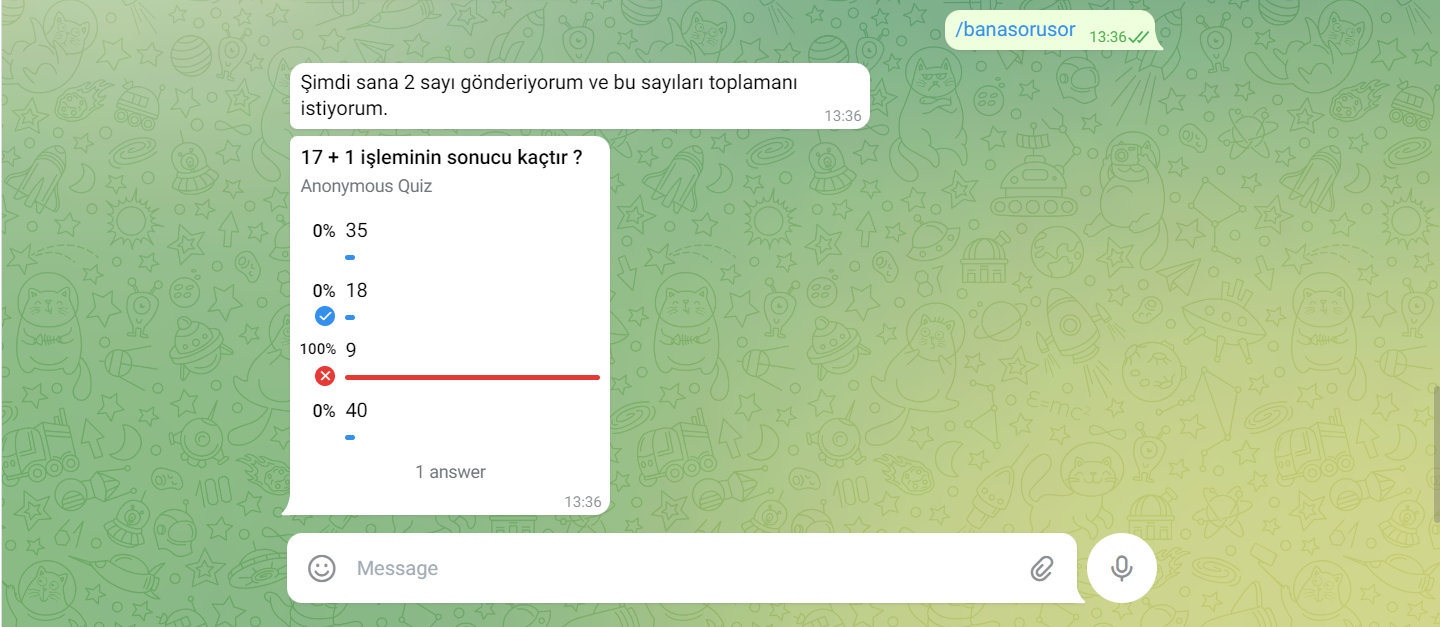 /banasorusor
13:36
Şimdi sana 2 sayı gönderiyorum ve bu sayıları toplamanı
istiyorum.
13:36
17 + 1 işleminin sonucu kaçtır ?
Anonymous Quiz
0% 35
0% 18
100% 9
0% 40
1 answer
13:36
Message